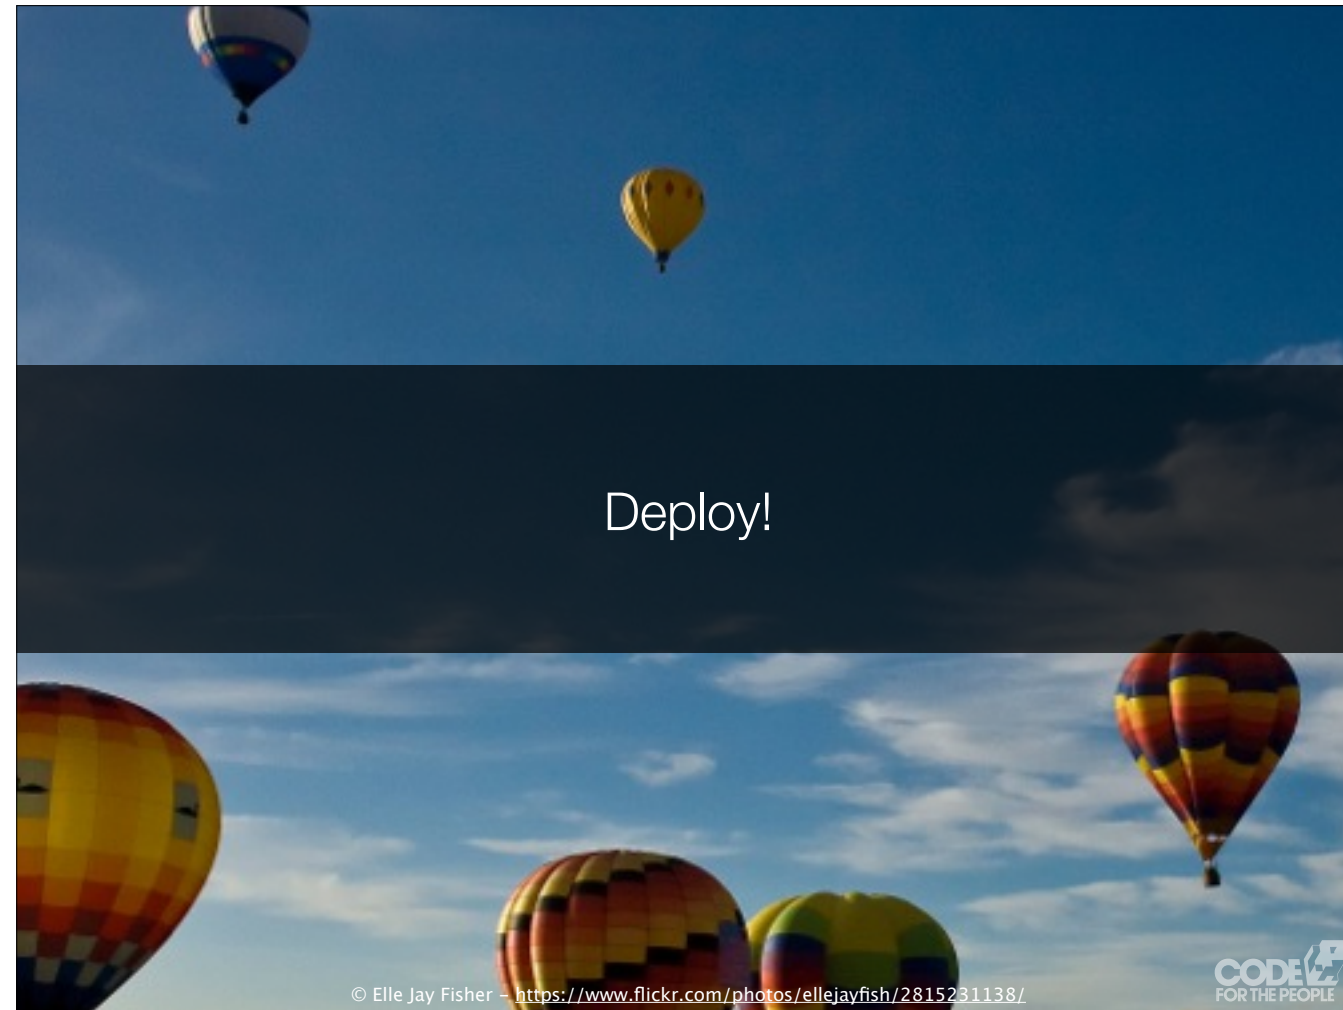 Deploy!
© Elle Jay Fisher – https://www.flickr.com/photos/ellejayfish/2815231138/
CODE
FOR THE PEOPLE